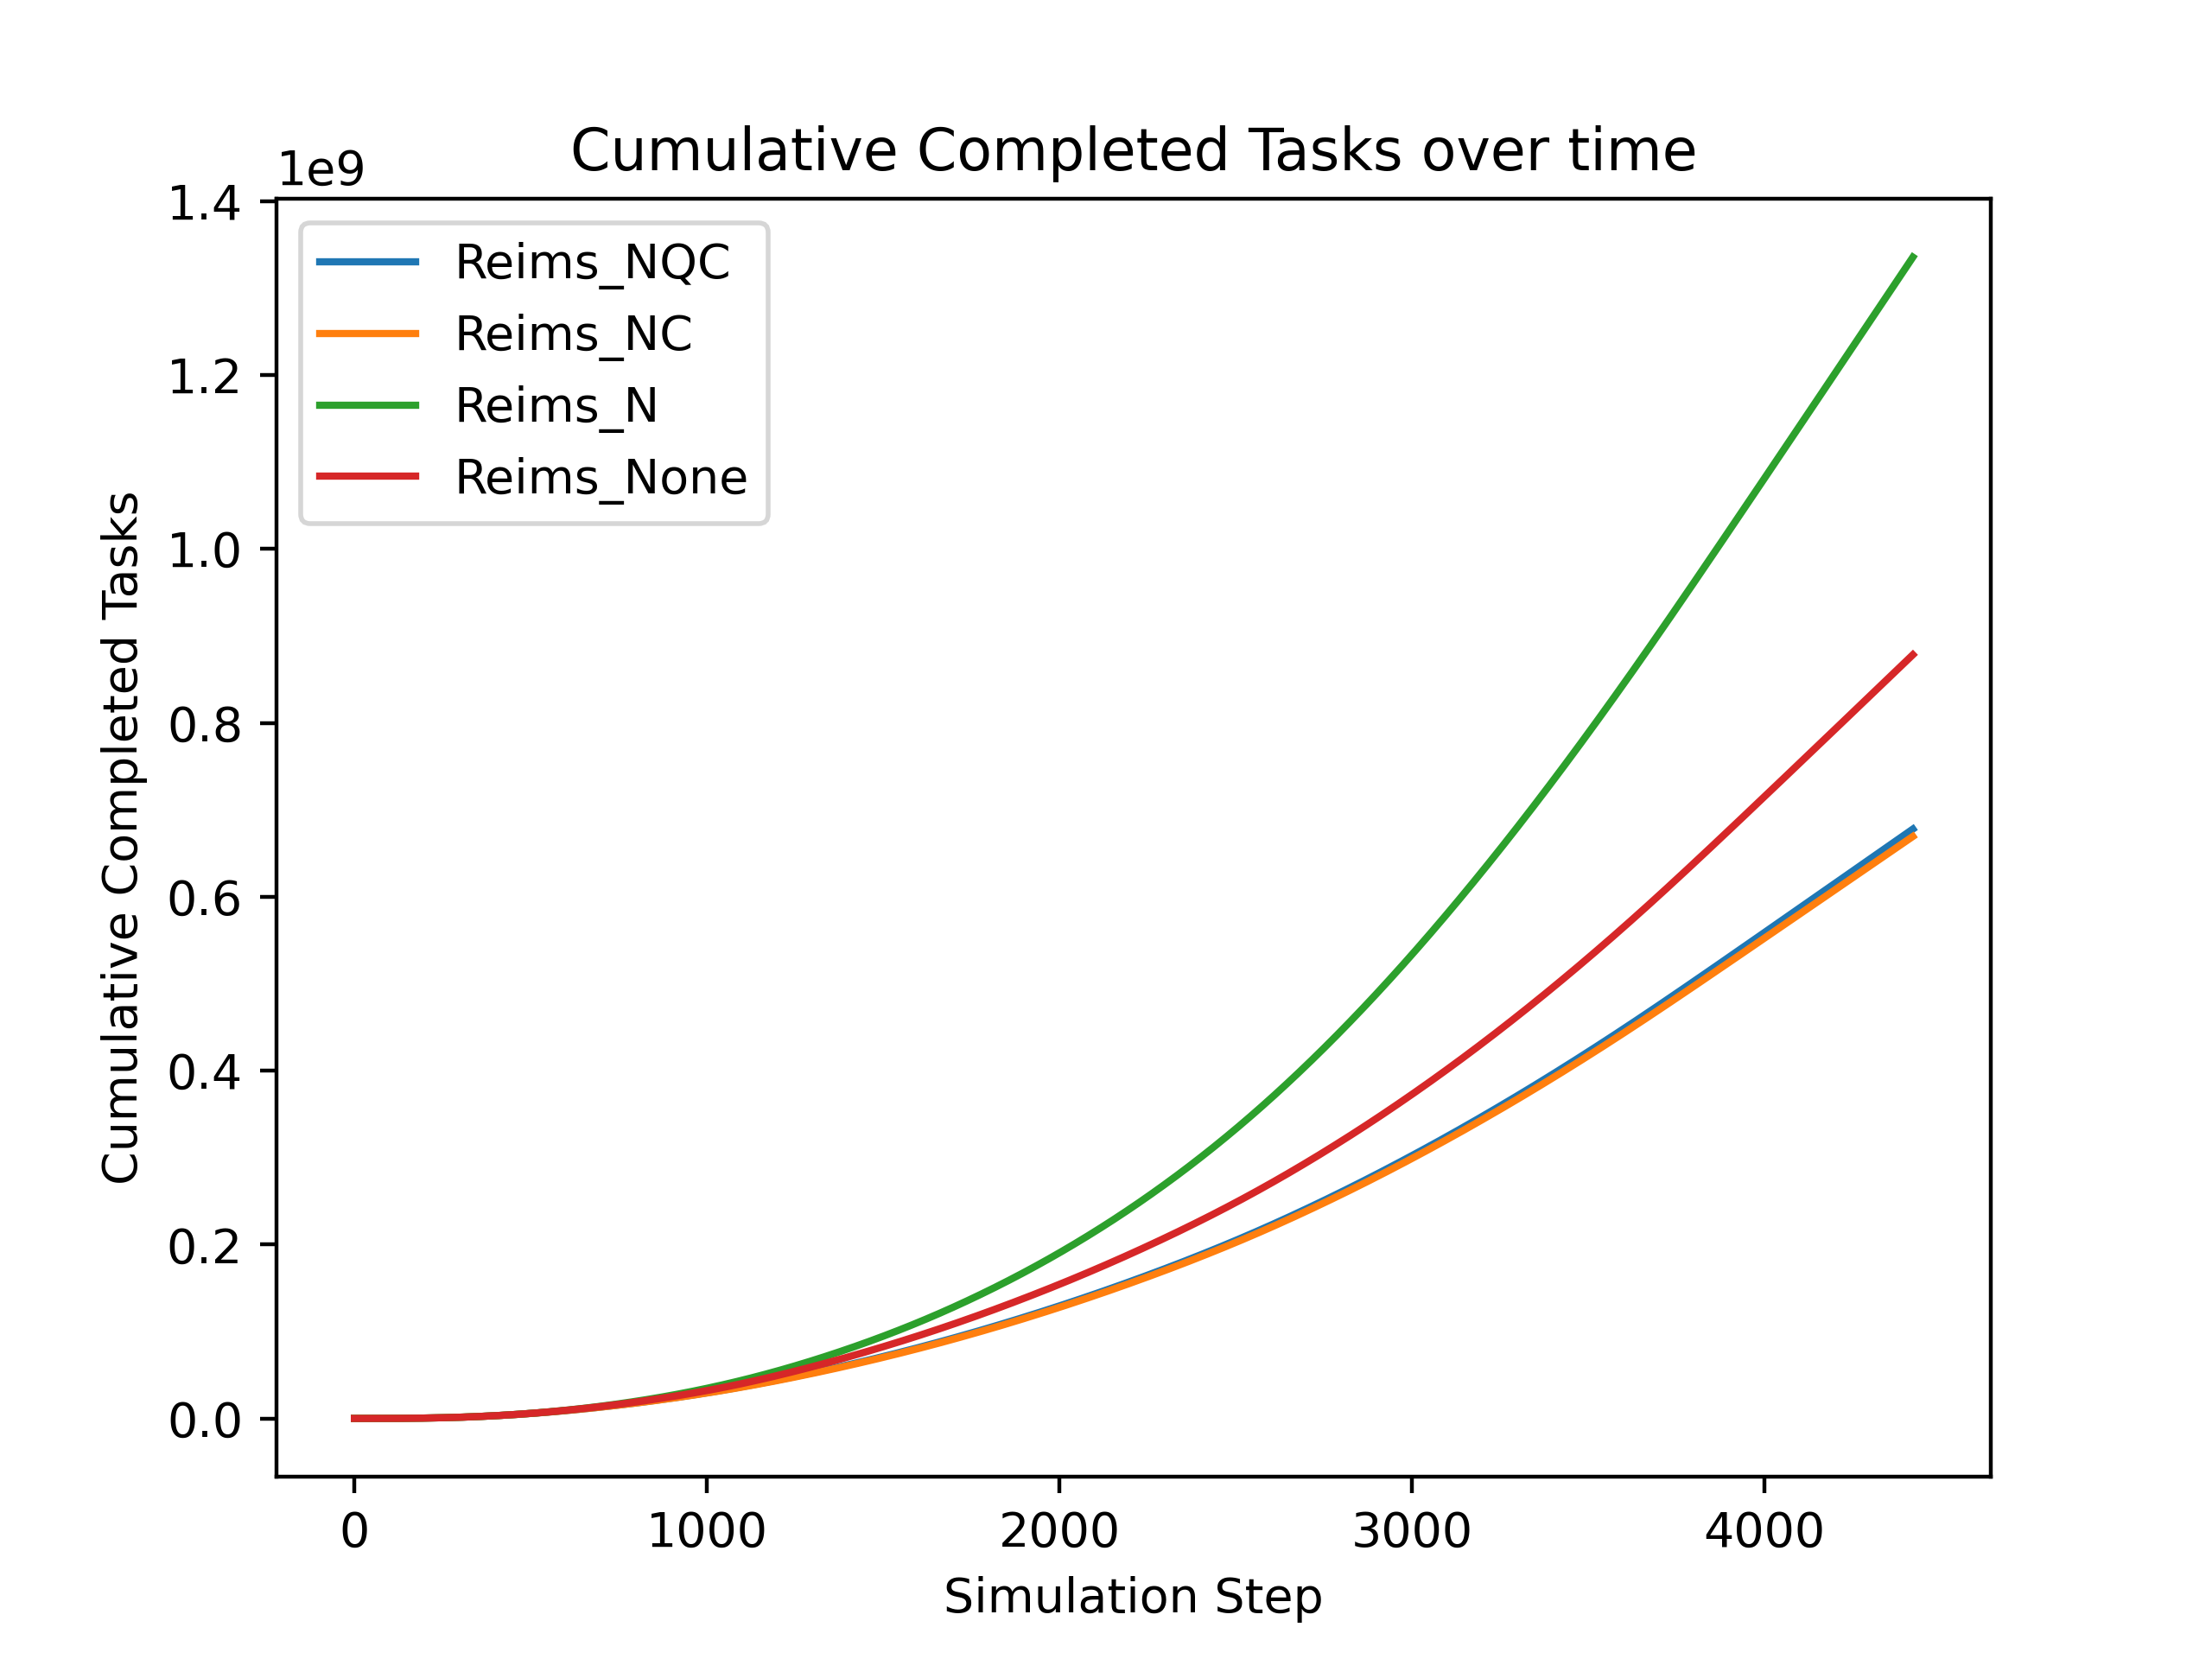 Cumulative Completed Tasks over time
1e9
1.4
1.2
1.0
0.8
0.6
0.4
0.2
0.0
Cumulative Completed Tasks
Reims_NQC
Reims_NC
Reims_N
Reims_None
0 1000 2000 3000 4000
Simulation Step